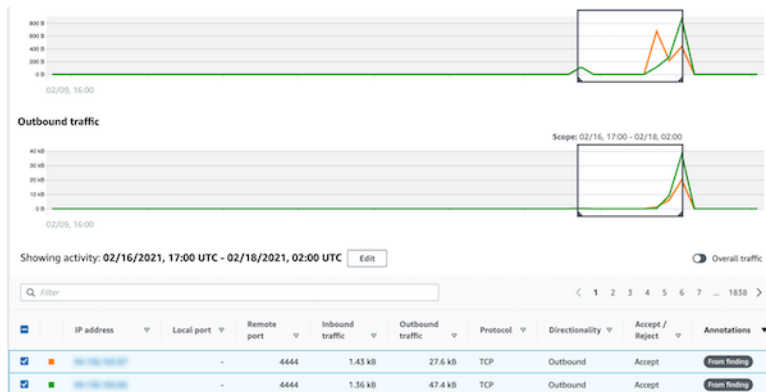 800 B
600 B
400 B
200 B
0 B
02/09, 16:00
Outbound traffic
Scope: 02/16, 17:00 - 02/18, 02:00
40 kB
30 kB
20 kB
10 kB
0 B
02/09, 16:00
Showing activity: 02/16/2021, 17:00 UTC - 02/18/2021, 02:00 UTC Edit Overall traffic
Filter < 1 2 3 4 5 6 7 ... 1838 >
IP address Local port Remote port Inbound traffic Outbound traffic Protocol Directionality Accept / Reject Annotations
- 4444 1.43 kB 27.6 kB TCP Outbound Accept From finding
- 4444 1.36 kB 47.4 kB TCP Outbound Accept From finding